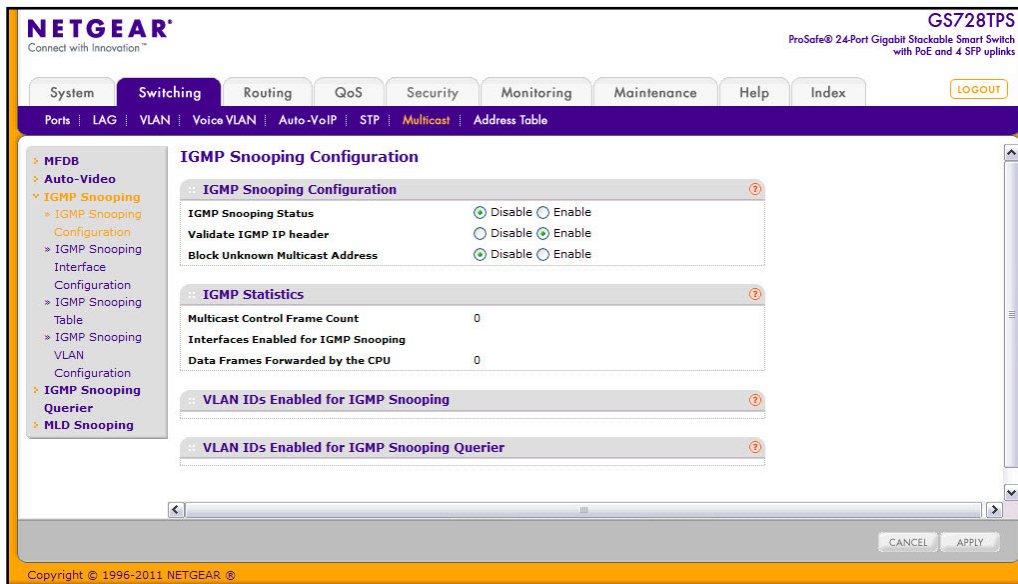 NETGEAR®
Connect with Innovation™
GS728TPS
ProSafe® 24-Port Gigabit Stackable Smart Switch
with PoE and 4 SFP uplinks
System Switching Routing QoS Security Monitoring Maintenance Help Index LOGOUT
Ports LAG VLAN Voice VLAN Auto-VoIP STP Multicast Address Table
MFDB
Auto-Video
IGMP Snooping
» IGMP Snooping
Configuration
» IGMP Snooping
Interface
Configuration
» IGMP Snooping
Table
» IGMP Snooping
VLAN
Configuration
IGMP Snooping
Querier
MLD Snooping
IGMP Snooping Configuration
IGMP Snooping Configuration ?
IGMP Snooping Status Disable Enable
Validate IGMP IP header Disable Enable
Block Unknown Multicast Address Disable Enable
IGMP Statistics ?
Multicast Control Frame Count 0
Interfaces Enabled for IGMP Snooping
Data Frames Forwarded by the CPU 0
VLAN IDs Enabled for IGMP Snooping ?
VLAN IDs Enabled for IGMP Snooping Querier ?
CANCEL APPLY
Copyright © 1996-2011 NETGEAR ®